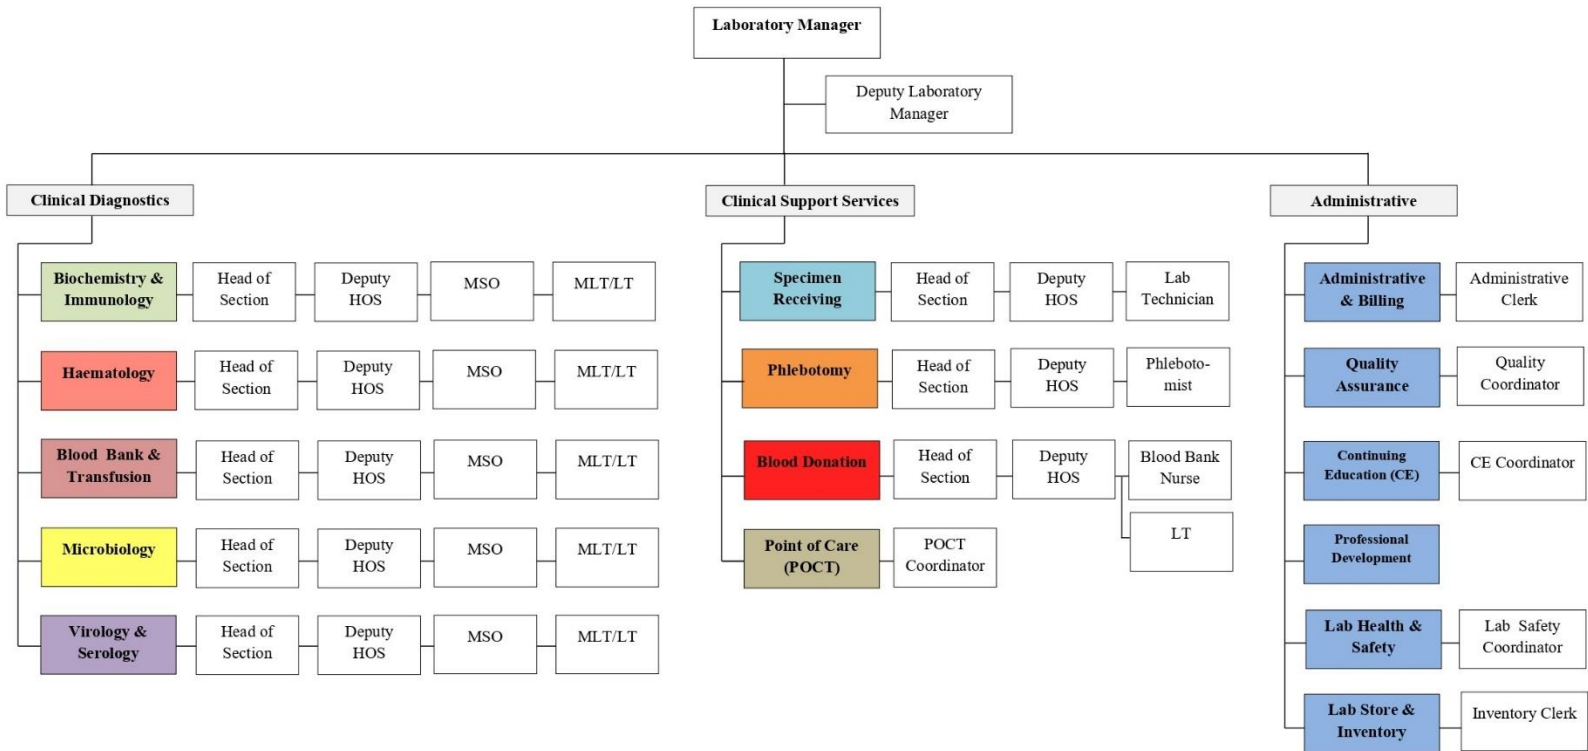 Laboratory Manager
Deputy Laboratory
Manager
Clinical Diagnostics
Biochemistry &
Immunology
Head of
Section
Deputy
HOS
MSO
MLT/LT
Haematology
Head of
Section
Deputy
HOS
MSO
MLT/LT
Blood Bank &
Transfusion
Head of
Section
Deputy
HOS
MSO
MLT/LT
Microbiology
Head of
Section
Deputy
HOS
MSO
MLT/LT
Virology &
Serology
Head of
Section
Deputy
HOS
MSO
MLT/LT
Clinical Support Services
Specimen
Receiving
Head of
Section
Deputy
HOS
Lab
Technician
Phlebotomy
Head of
Section
Deputy
HOS
Phleboto-
mist
Blood Donation
Head of
Section
Deputy
HOS
Blood Bank
Nurse
LT
Point of Care
(POCT)
POCT
Coordinator
Administrative
Administrative
& Billing
Administrative
Clerk
Quality
Assurance
Quality
Coordinator
Continuing
Education (CE)
CE Coordinator
Professional
Development
Lab Health &
Safety
Lab Safety
Coordinator
Lab Store &
Inventory
Inventory Clerk